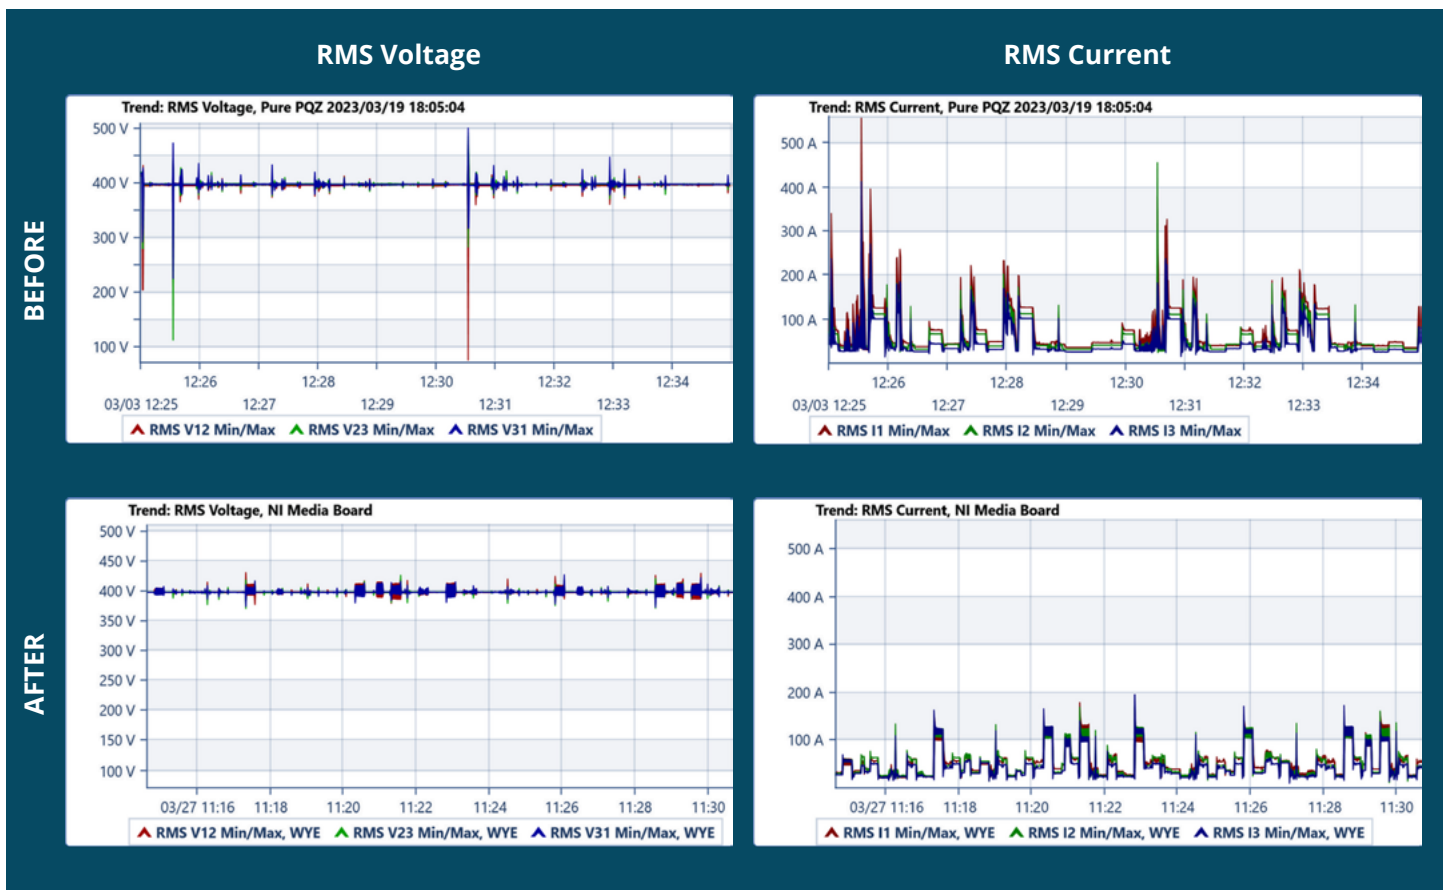 RMS Voltage
RMS Current
BEFORE
Trend: RMS Voltage, Pure PQZ 2023/03/19 18:05:04
500 V
400 V
300 V
200 V
100 V
12:26 12:28 12:30 12:32 12:34
03/03 12:25 12:27 12:29 12:31 12:33
RMS V12 Min/Max RMS V23 Min/Max RMS V31 Min/Max
Trend: RMS Current, Pure PQZ 2023/03/19 18:05:04
500 A
400 A
300 A
200 A
100 A
12:26 12:28 12:30 12:32 12:34
03/03 12:25 12:27 12:29 12:31 12:33
RMS I1 Min/Max RMS I2 Min/Max RMS I3 Min/Max
AFTER
Trend: RMS Voltage, NI Media Board
500 V
450 V
400 V
350 V
300 V
250 V
200 V
150 V
100 V
03/27 11:16 11:18 11:20 11:22 11:24 11:26 11:28 11:30
RMS V12 Min/Max, WYE RMS V23 Min/Max, WYE RMS V31 Min/Max, WYE
Trend: RMS Current, NI Media Board
500 A
400 A
300 A
200 A
100 A
03/27 11:16 11:18 11:20 11:22 11:24 11:26 11:28 11:30
RMS I1 Min/Max, WYE RMS I2 Min/Max, WYE RMS I3 Min/Max, WYE